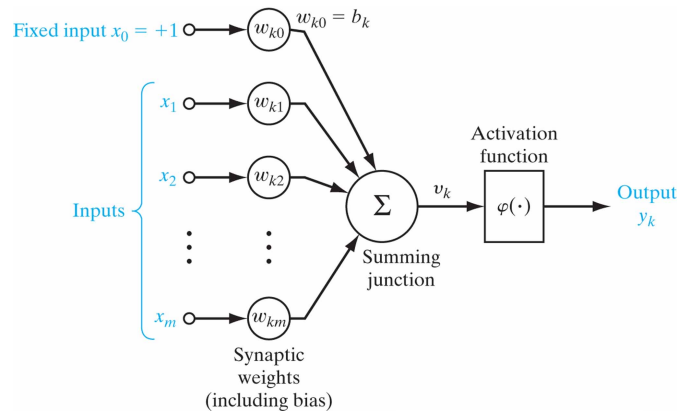 Fixed input x₀ = +1
wₖ₀
wₖ₀ = bₖ
x₁
wₖ₁
x₂
wₖ₂
Inputs
xₘ
wₖₘ
Σ
Summing
junction
vₖ
Activation
function
φ(·)
Output
yₖ
Synaptic
weights
(including bias)